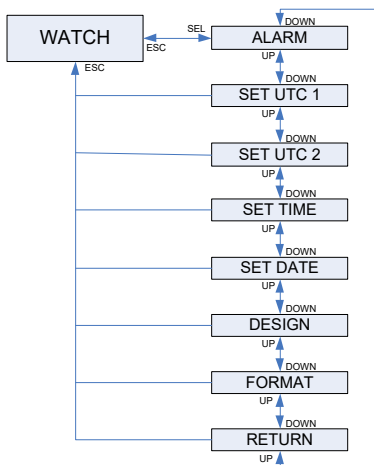 DOWN
WATCH
SEL
ESC
ALARM
ESC
UP
DOWN
SET UTC 1
UP
DOWN
SET UTC 2
UP
DOWN
SET TIME
UP
DOWN
SET DATE
UP
DOWN
DESIGN
UP
DOWN
FORMAT
UP
DOWN
RETURN
UP